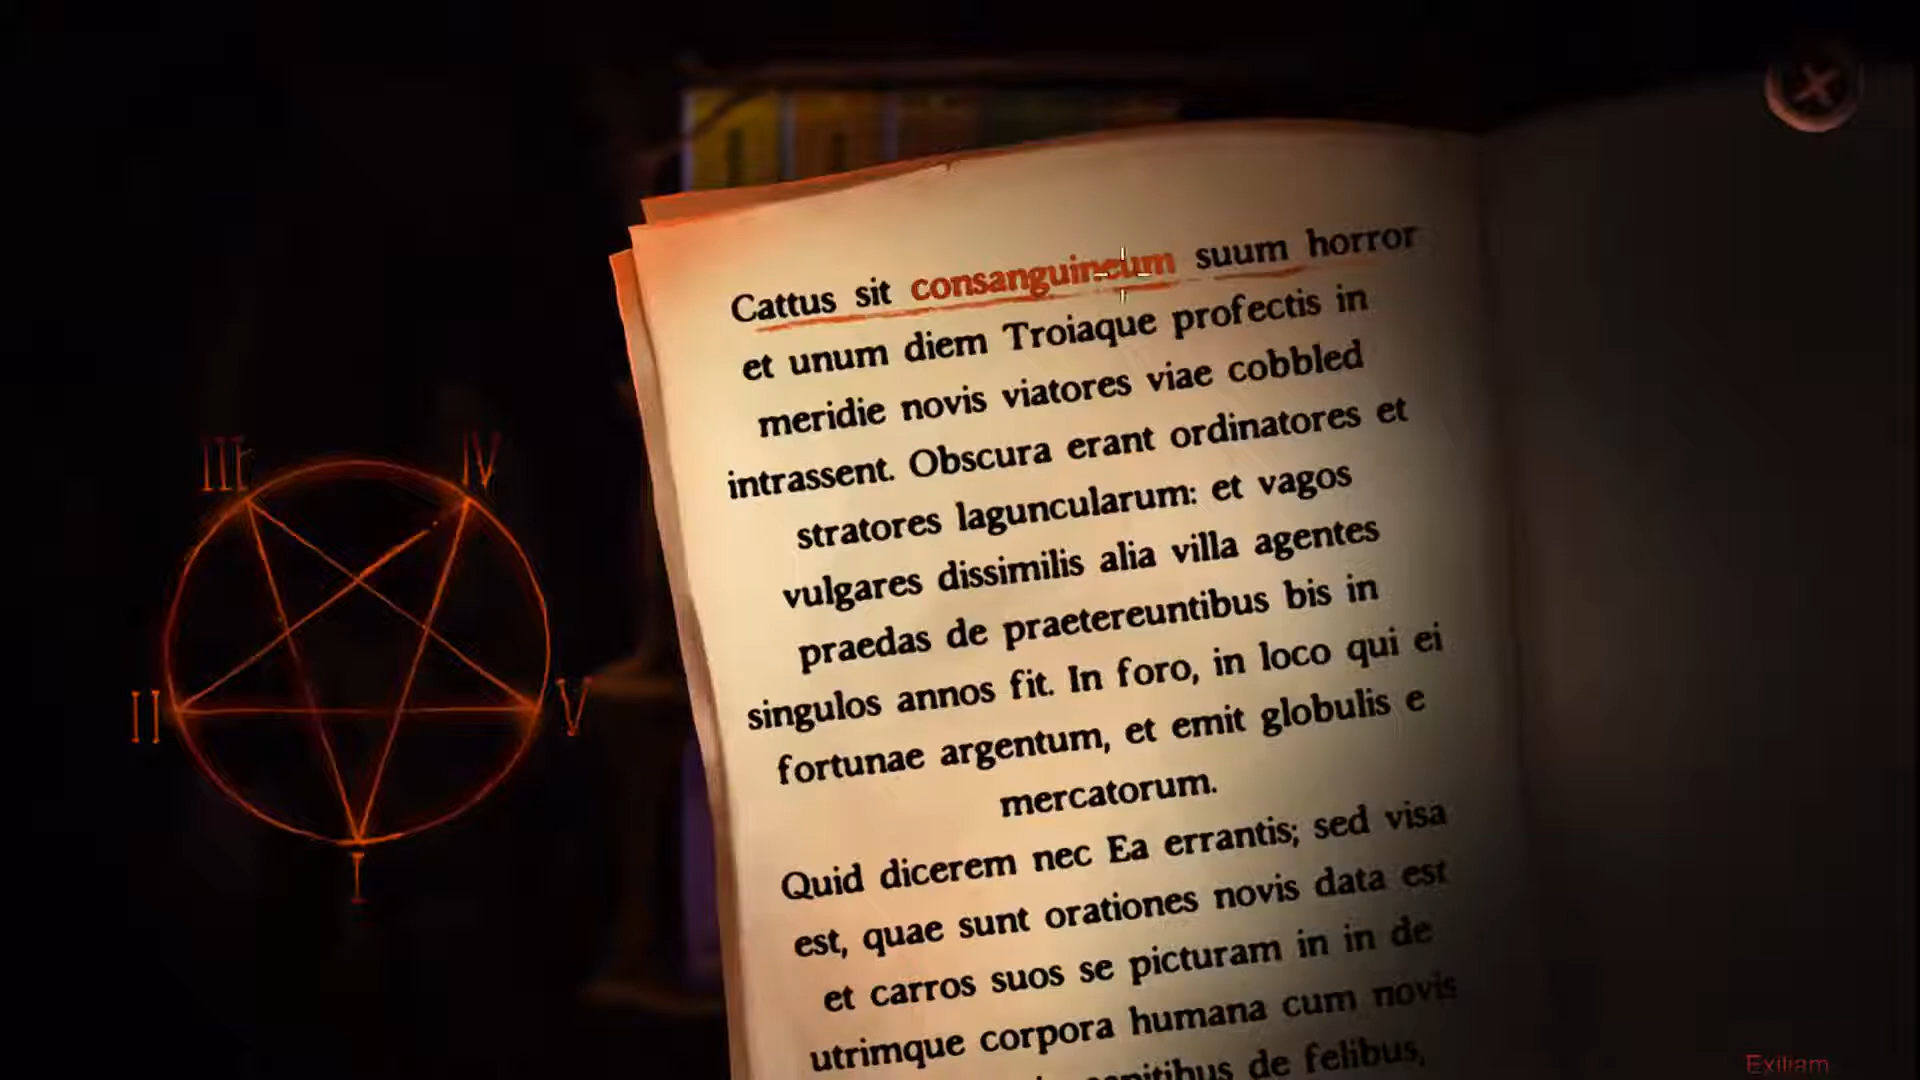 III
IV
II
V
I
Cattus sit consanguineum suum horror
et unum diem Troiaque profectis in
meridie novis viatores viae cobbled
intrassent. Obscura erant ordinatores et
stratores laguncularum: et vagos
vulgares dissimilis alia villa agentes
praedas de praetereuntibus bis in
singulos annos fit. In foro, in loco qui ei
fortunae argentum, et emit globulis e
mercatorum.
Quid dicerem nec Ea errantis; sed visa
est, quae sunt orationes novis data est
et carros suos se picturam in in de
utrimque corpora humana cum novis
de felibus,
Exiliam